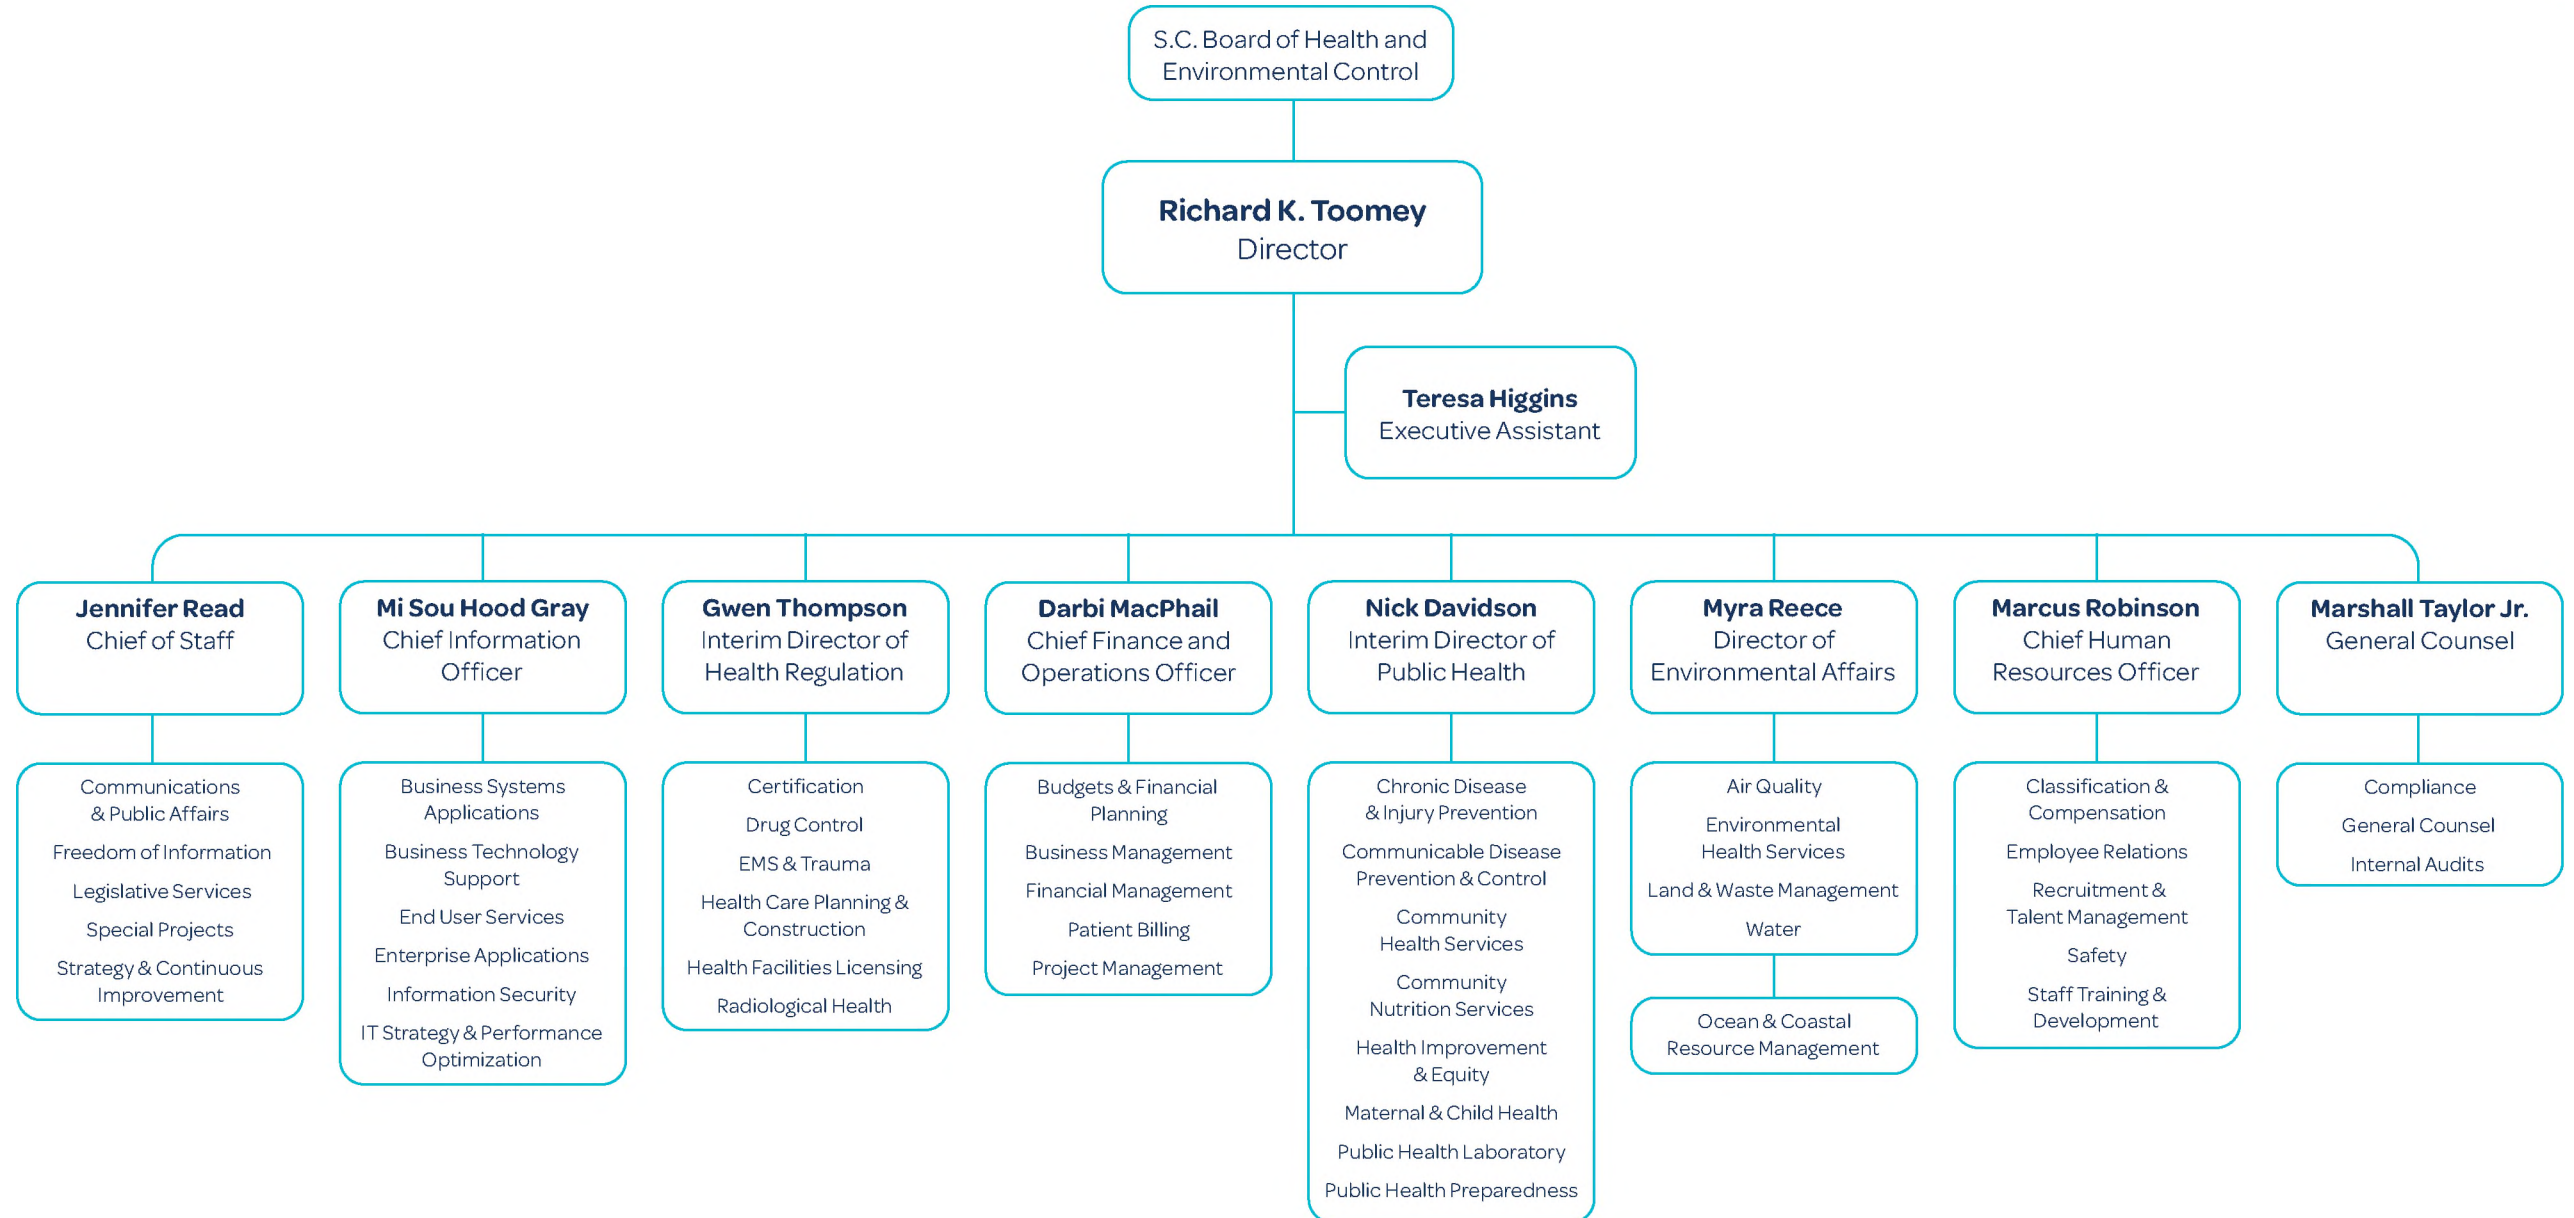 S.C. Board of Health and
Environmental Control
Richard K. Toomey
Director
Teresa Higgins
Executive Assistant
Jennifer Read
Chief of Staff
Communications
& Public Affairs
Freedom of Information
Legislative Services
Special Projects
Strategy & Continuous
Improvement
Mi Sou Hood Gray
Chief Information
Officer
Business Systems
Applications
Business Technology
Support
End User Services
Enterprise Applications
Information Security
IT Strategy & Performance
Optimization
Gwen Thompson
Interim Director of
Health Regulation
Certification
Drug Control
EMS & Trauma
Health Care Planning &
Construction
Health Facilities Licensing
Radiological Health
Darbi MacPhail
Chief Finance and
Operations Officer
Budgets & Financial
Planning
Business Management
Financial Management
Patient Billing
Project Management
Nick Davidson
Interim Director of
Public Health
Chronic Disease
& Injury Prevention
Communicable Disease
Prevention & Control
Community
Health Services
Community
Nutrition Services
Health Improvement
& Equity
Maternal & Child Health
Public Health Laboratory
Public Health Preparedness
Myra Reece
Director of
Environmental Affairs
Air Quality
Environmental
Health Services
Land & Waste Management
Water
Ocean & Coastal
Resource Management
Marcus Robinson
Chief Human
Resources Officer
Classification &
Compensation
Employee Relations
Recruitment &
Talent Management
Safety
Staff Training &
Development
Marshall Taylor Jr.
General Counsel
Compliance
General Counsel
Internal Audits